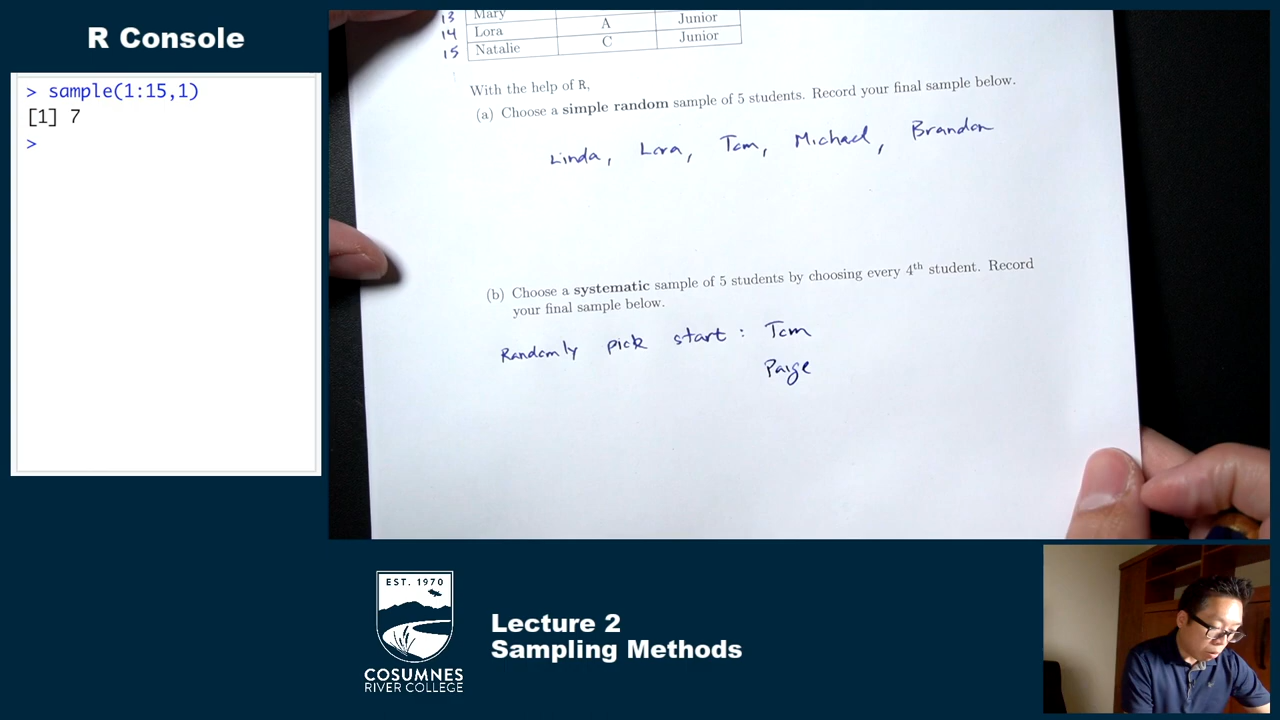 R Console
> sample(1:15,1)
[1] 7
>
13 Mary
14 Lora A Junior
15 Natalie C Junior
With the help of R,
(a) Choose a simple random sample of 5 students. Record your final sample below.
Linda, Lora, Tom, Michael, Brandon
(b) Choose a systematic sample of 5 students by choosing every 4th student. Record
your final sample below.
Randomly pick start : Tom
Paige
EST. 1970
COSUMNES
RIVER COLLEGE
Lecture 2
Sampling Methods